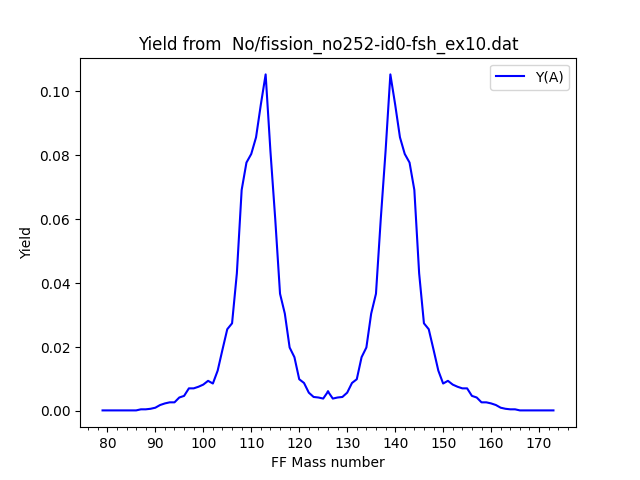 Yield from  No/fission_no252-id0-fsh_ex10.dat
Y(A)
0.10
0.08
0.06
0.04
0.02
0.00
Yield
80 90 100 110 120 130 140 150 160 170
FF Mass number